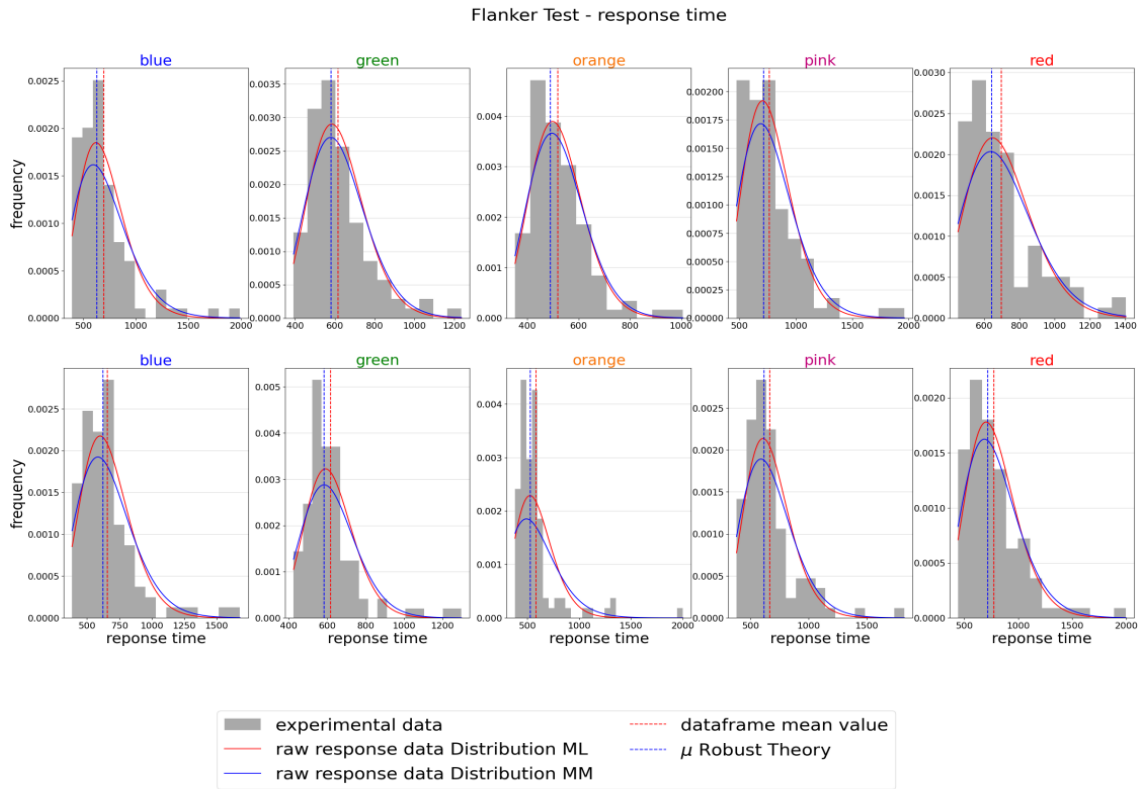 Flanker Test - response time
blue
green
orange
pink
red
frequency
0.0025
0.0020
0.0015
0.0010
0.0005
0.0000
500 1000 1500 2000
0.0035
0.0030
0.0025
0.0020
0.0015
0.0010
0.0005
0.0000
400 600 800 1000 1200
0.004
0.003
0.002
0.001
0.000
400 600 800 1000
0.00200
0.00175
0.00150
0.00125
0.00100
0.00075
0.00050
0.00025
0.00000
500 1000 1500 2000
0.0030
0.0025
0.0020
0.0015
0.0010
0.0005
0.0000
600 800 1000 1200 1400
blue
green
orange
pink
red
frequency
0.0025
0.0020
0.0015
0.0010
0.0005
0.0000
500 750 1000 1250 1500
reponse time
0.005
0.004
0.003
0.002
0.001
0.000
400 600 800 1000 1200
reponse time
0.004
0.003
0.002
0.001
0.000
500 1000 1500 2000
reponse time
0.0025
0.0020
0.0015
0.0010
0.0005
0.0000
500 1000 1500
reponse time
0.0020
0.0015
0.0010
0.0005
0.0000
500 1000 1500 2000
reponse time
experimental data
raw response data Distribution ML
raw response data Distribution MM
dataframe mean value
μ Robust Theory